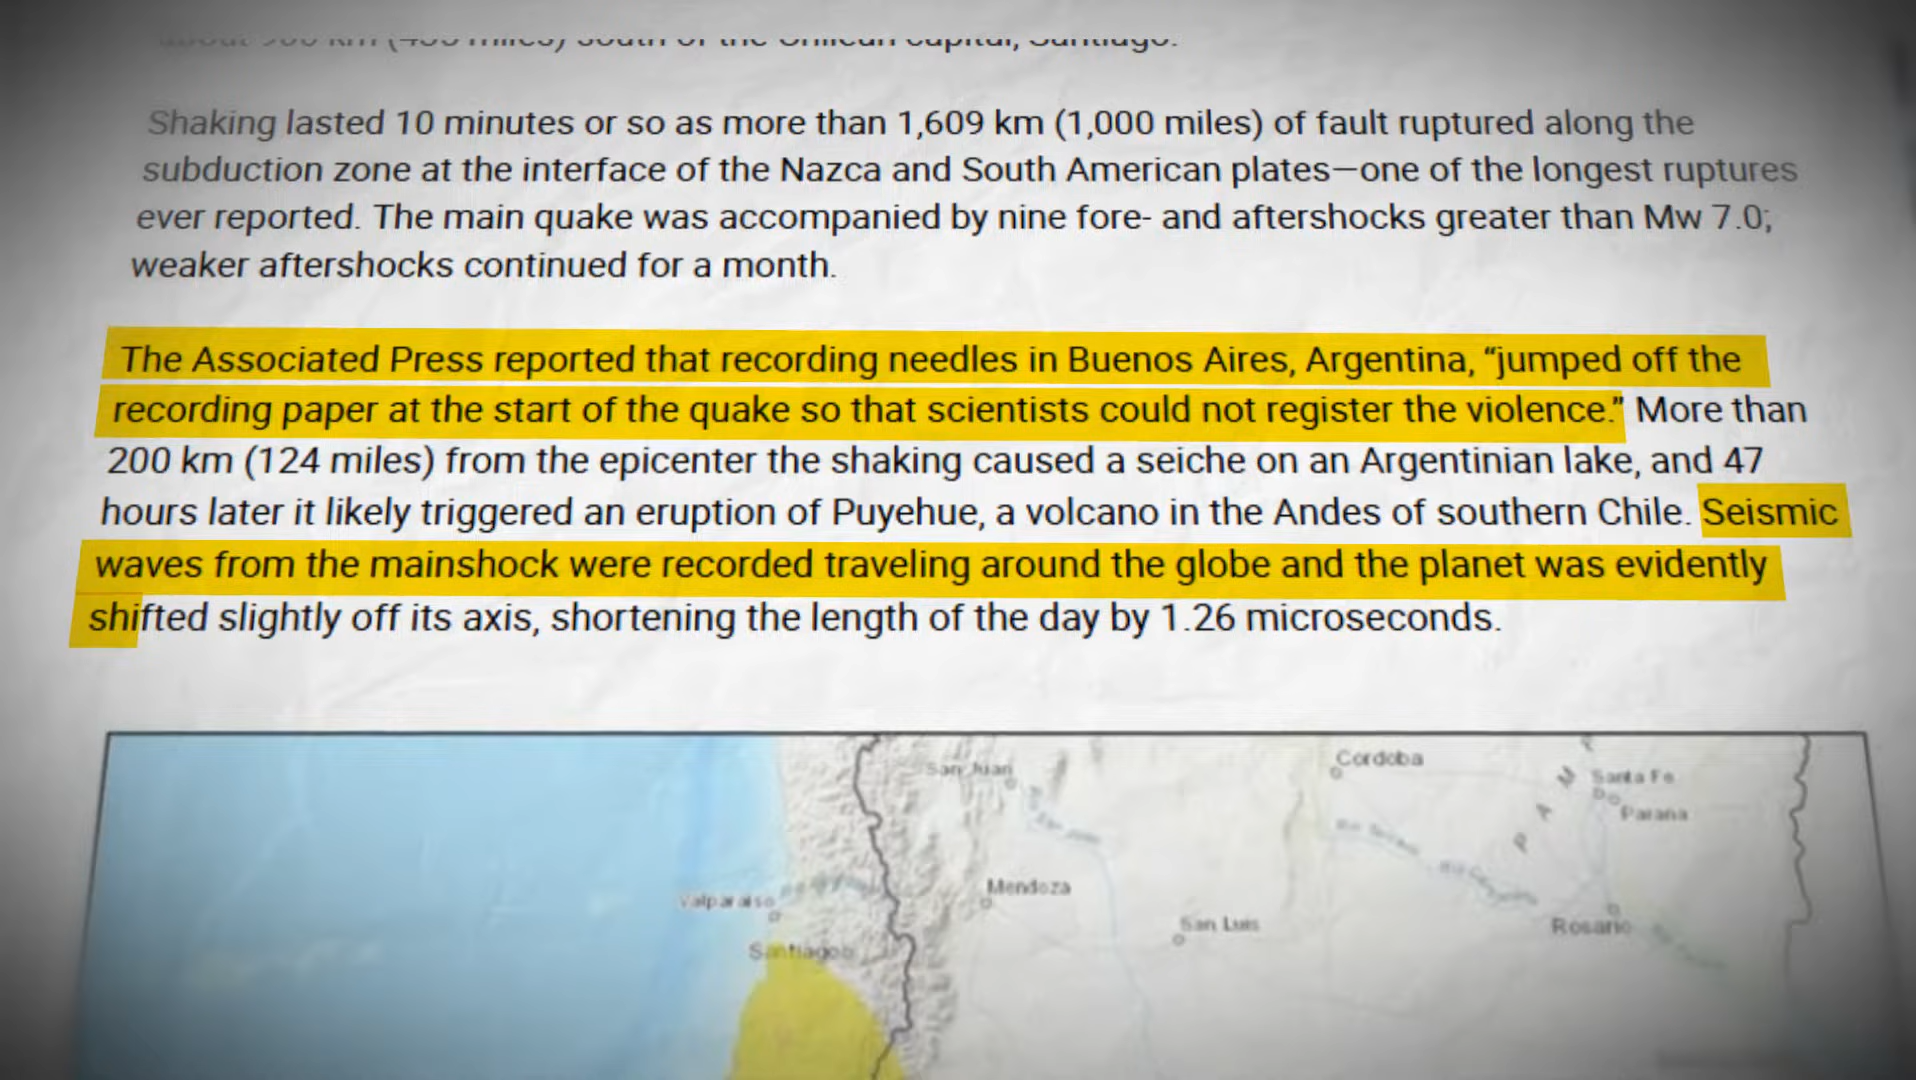 south of the Chilean capital, Santiago.
Shaking lasted 10 minutes or so as more than 1,609 km (1,000 miles) of fault ruptured along the
subduction zone at the interface of the Nazca and South American plates—one of the longest ruptures
ever reported. The main quake was accompanied by nine fore- and aftershocks greater than Mw 7.0;
weaker aftershocks continued for a month.
The Associated Press reported that recording needles in Buenos Aires, Argentina, “jumped off the
recording paper at the start of the quake so that scientists could not register the violence.” More than
200 km (124 miles) from the epicenter the shaking caused a seiche on an Argentinian lake, and 47
hours later it likely triggered an eruption of Puyehue, a volcano in the Andes of southern Chile. Seismic
waves from the mainshock were recorded traveling around the globe and the planet was evidently
shifted slightly off its axis, shortening the length of the day by 1.26 microseconds.
Cordoba
San Juan
Santa Fe
P A M P
Parana
San Juan
Mendoza
Valparaiso
San Luis
Rosario
Santiago